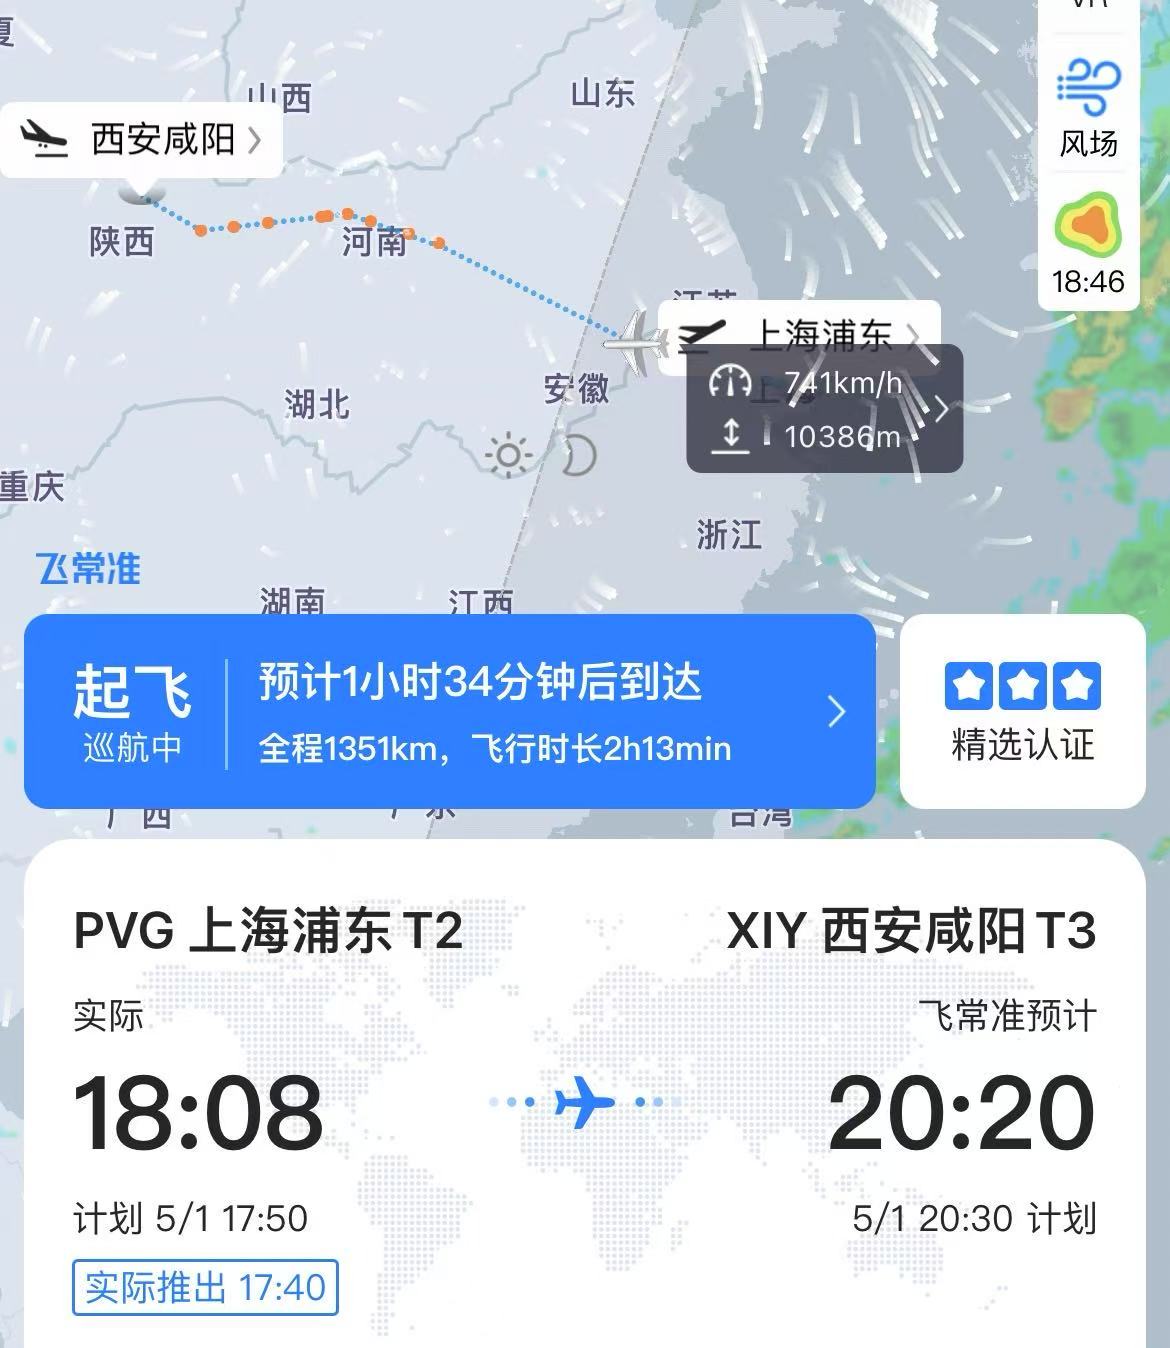 山西
山东
西安咸阳
风场
陕西
河南
18:46
上海浦东
741km/h
安徽
湖北
10386m
重庆
浙江
飞常准
湖南
江西
起飞
巡航中
预计1小时34分钟后到达
全程1351km，飞行时长2h13min
精选认证
广西
广东
台湾
PVG 上海浦东 T2
XIY 西安咸阳 T3
实际
飞常准预计
18:08
20:20
计划 5/1 17:50
5/1 20:30 计划
实际推出 17:40